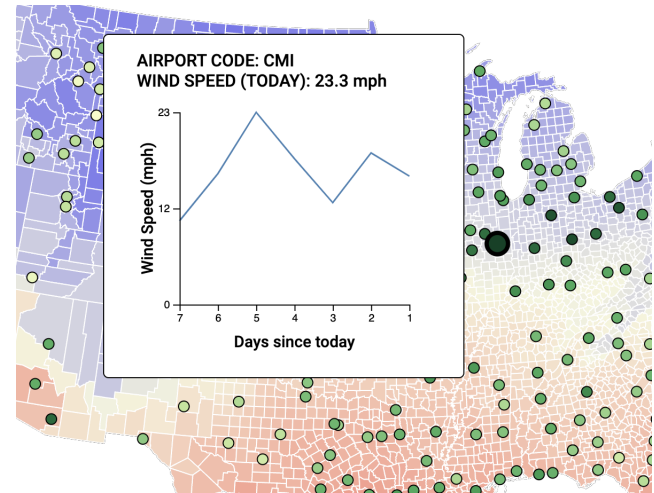 AIRPORT CODE: CMI
WIND SPEED (TODAY): 23.3 mph
23
12
0
Wind Speed (mph)
7 6 5 4 3 2 1
Days since today